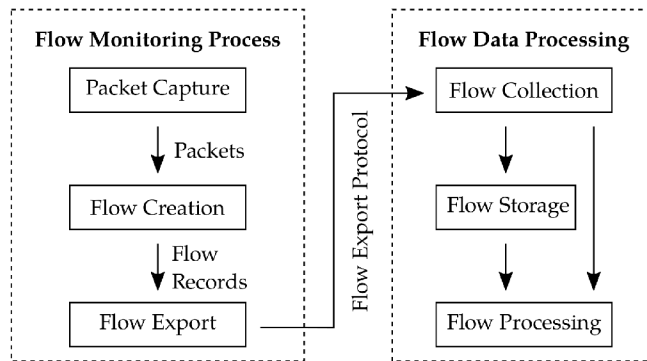 Flow Monitoring Process
Packet Capture
Packets
Flow Creation
Flow
Records
Flow Export
Flow Export Protocol
Flow Data Processing
Flow Collection
Flow Storage
Flow Processing